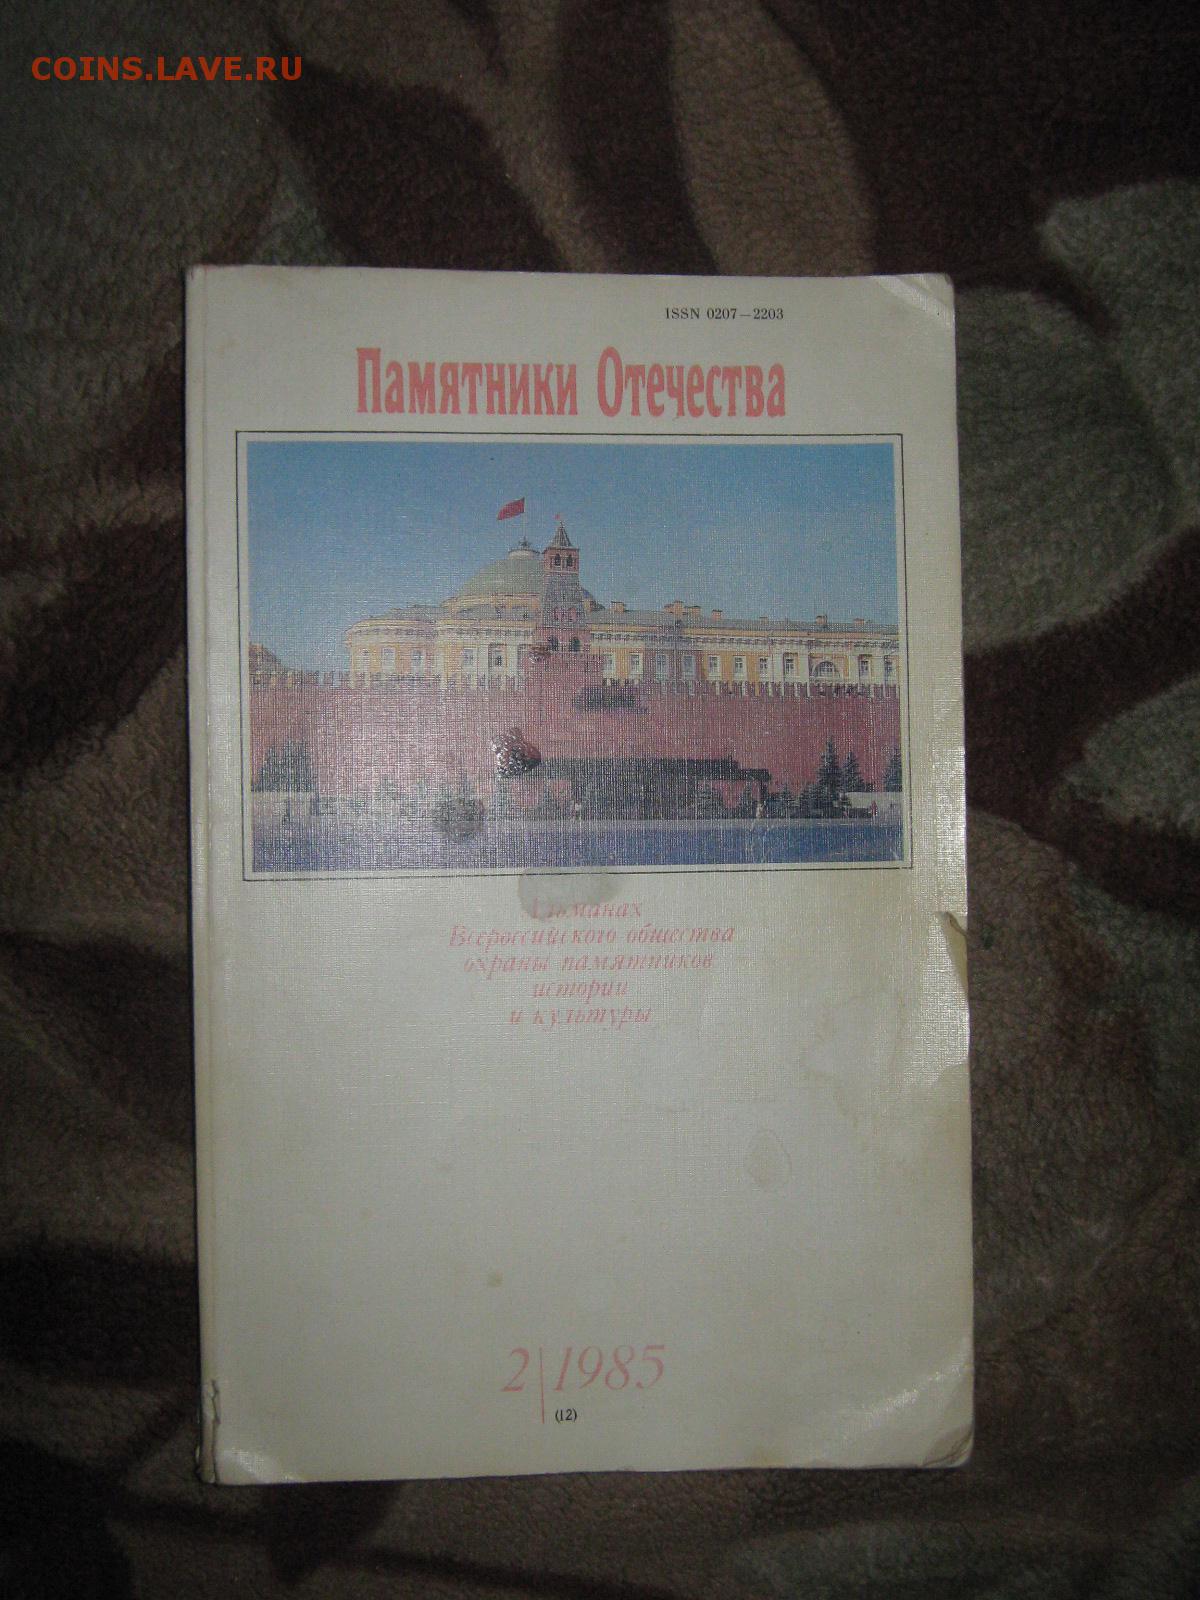 COINS.LAVE.RU
ISSN 0207—2203
Памятники Отечества
Альманах
Всероссийского общества
охраны памятников
истории
и культуры
2 | 1985
(12)